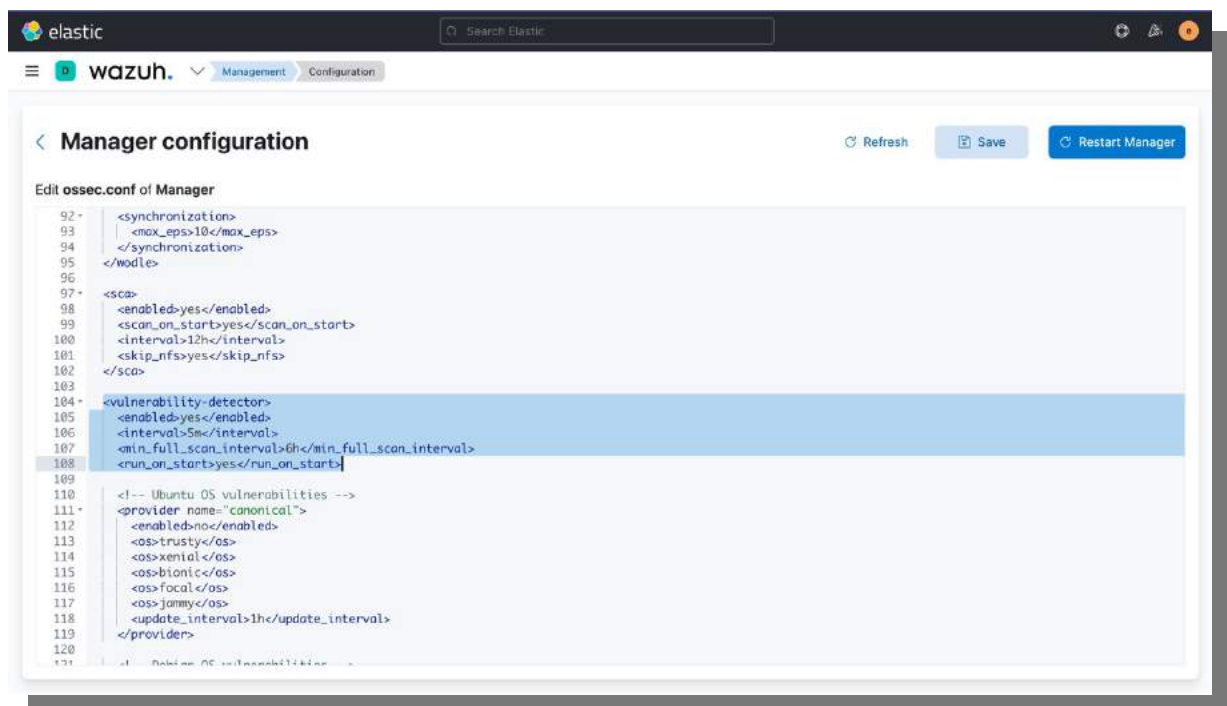 elastic
Search Elastic
e
D wazuh. Management Configuration
Manager configuration
Refresh Save Restart Manager
Edit ossec.conf of Manager
92 <synchronization>
93 <max_eps>10</max_eps>
94 </synchronization>
95 </wodle>
96
97 <sca>
98 <enabled>yes</enabled>
99 <scan_on_start>yes</scan_on_start>
100 <interval>12h</interval>
101 <skip_nfs>yes</skip_nfs>
102 </sca>
103
104 <vulnerability-detector>
105 <enabled>yes</enabled>
106 <interval>5m</interval>
107 <min_full_scan_interval>6h</min_full_scan_interval>
108 <run_on_start>yes</run_on_start>
109
110 <!-- Ubuntu OS vulnerabilities -->
111 <provider name="canonical">
112 <enabled>no</enabled>
113 <os>trusty</os>
114 <os>xenial</os>
115 <os>bionic</os>
116 <os>focal</os>
117 <os>jammy</os>
118 <update_interval>1h</update_interval>
119 </provider>
120
121 <!-- Debian OS vulnerabilities -->